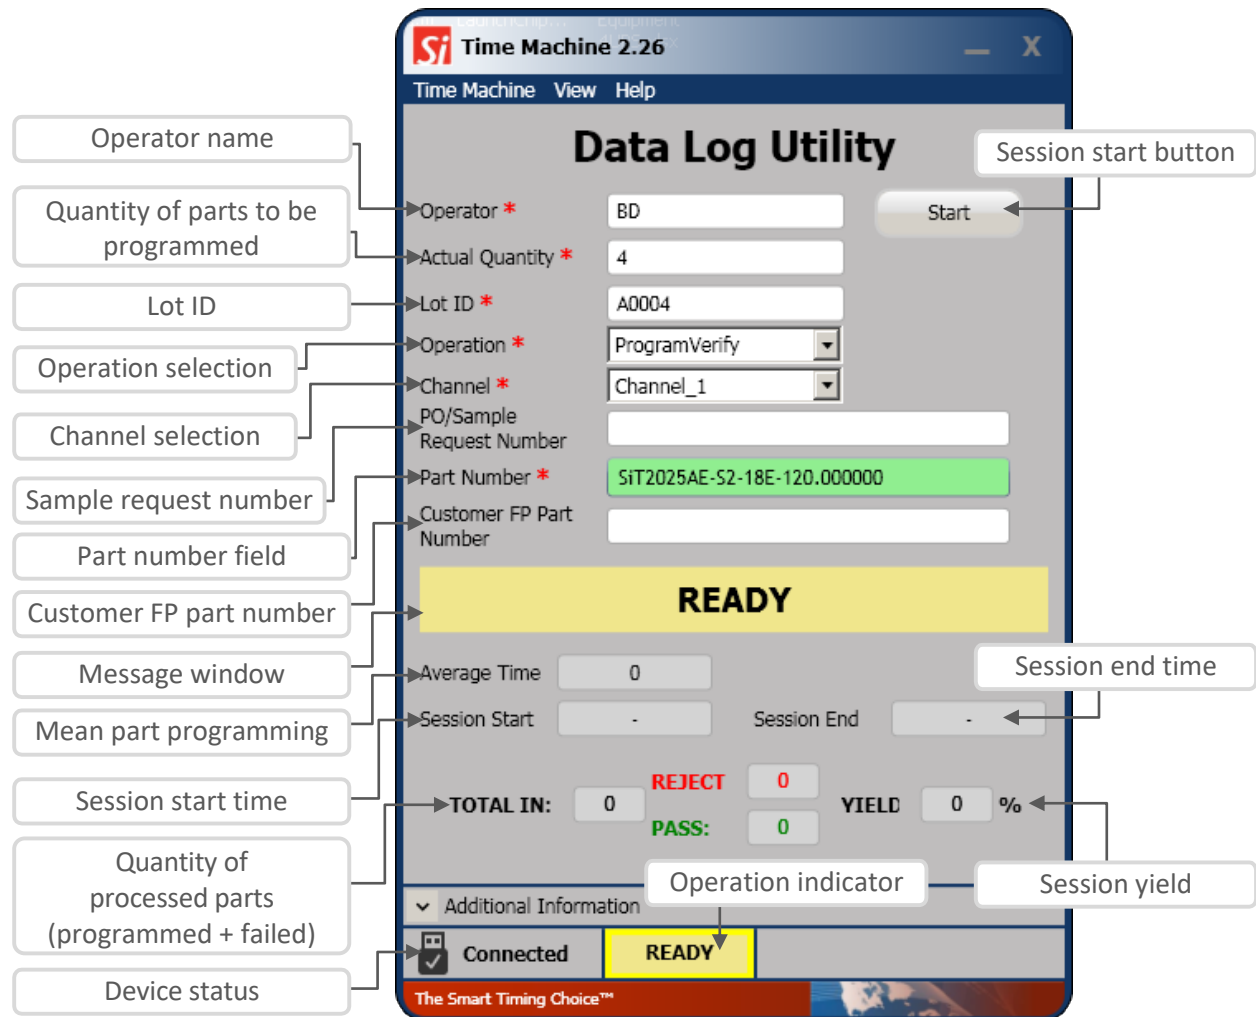 Si Time Machine 2.26
X
Time Machine View Help
Data Log Utility
Operator name
Session start button
Quantity of parts to be
programmed
Operator * BD Start
Actual Quantity * 4
Lot ID
Lot ID * A0004
Operation selection
Operation * ProgramVerify
Channel * Channel_1
Channel selection
PO/Sample
Request Number
Sample request number
Part Number * SiT2025AE-S2-18E-120.000000
Part number field
Customer FP Part
Number
Customer FP part number
READY
Message window
Average Time 0
Session end time
Mean part programming
Session Start - Session End -
Session start time
REJECT 0
TOTAL IN: 0 YIELD 0 %
PASS: 0
Quantity of
processed parts
(programmed + failed)
Operation indicator
Session yield
Additional Information
Connected READY
Device status
The Smart Timing Choice™